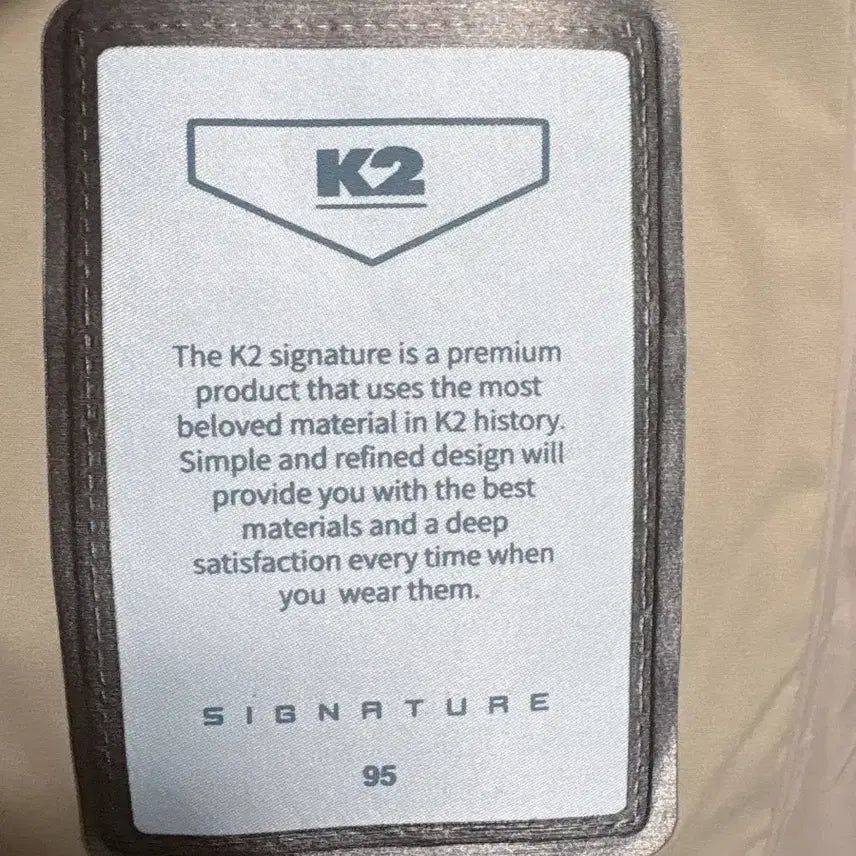 K2
The K2 signature is a premium
product that uses the most
beloved material in K2 history.
Simple and refined design will
provide you with the best
materials and a deep
satisfaction every time when
you wear them.
SIGNATURE
95